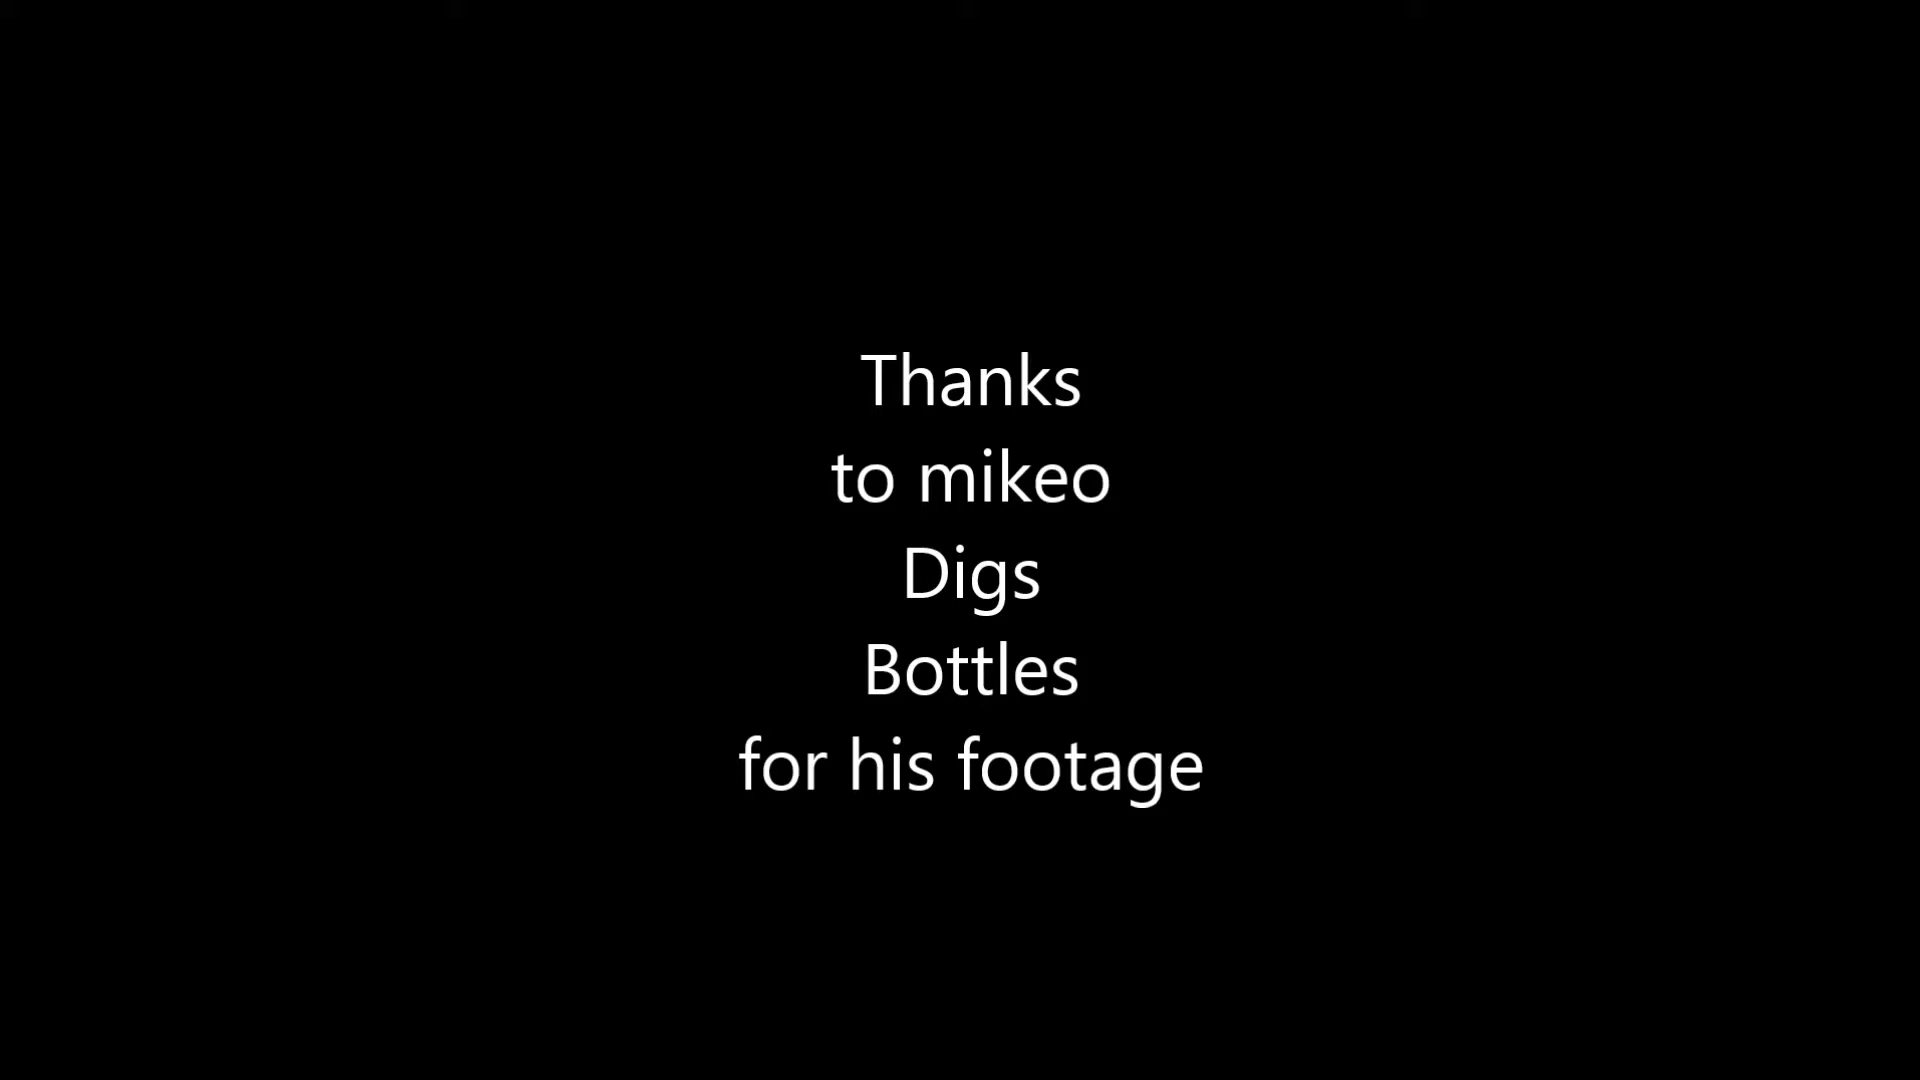 Thanks
to mikeo
Digs
Bottles
for his footage